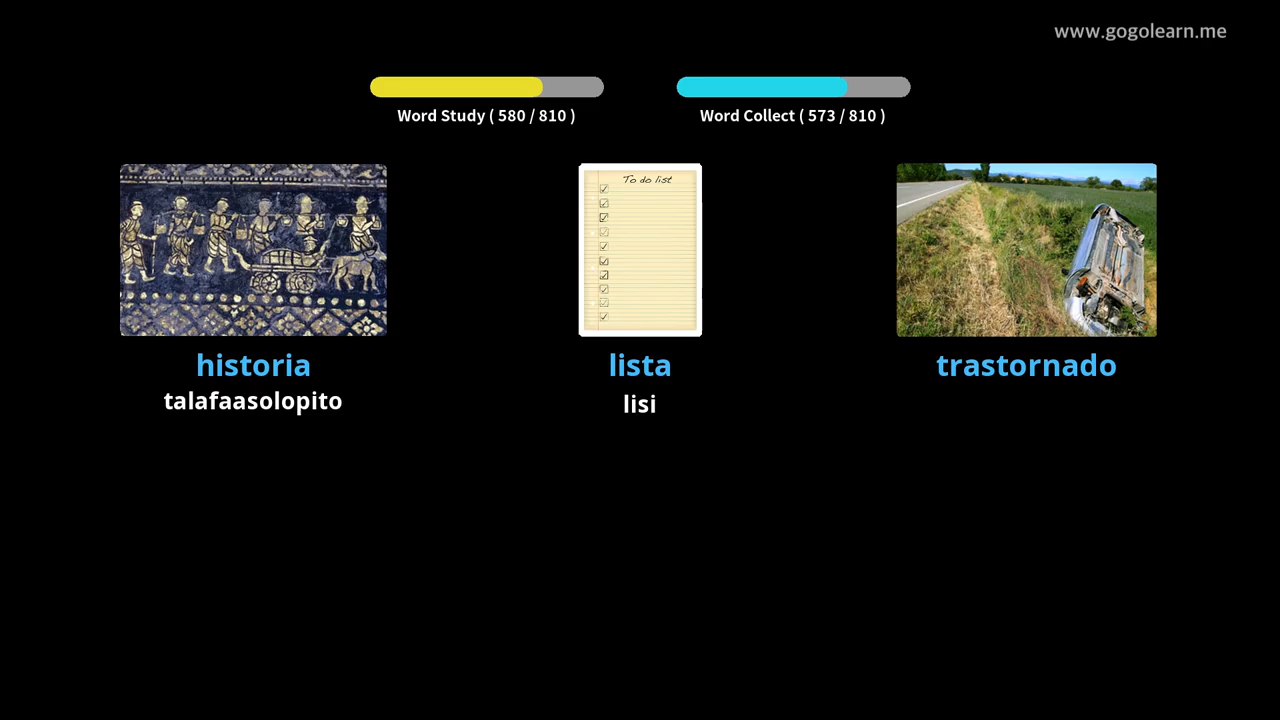 www.gogolearn.me
Word Study ( 580 / 810 )
Word Collect ( 573 / 810 )
To do list
historia
lista
trastornado
talafaasolopito
lisi